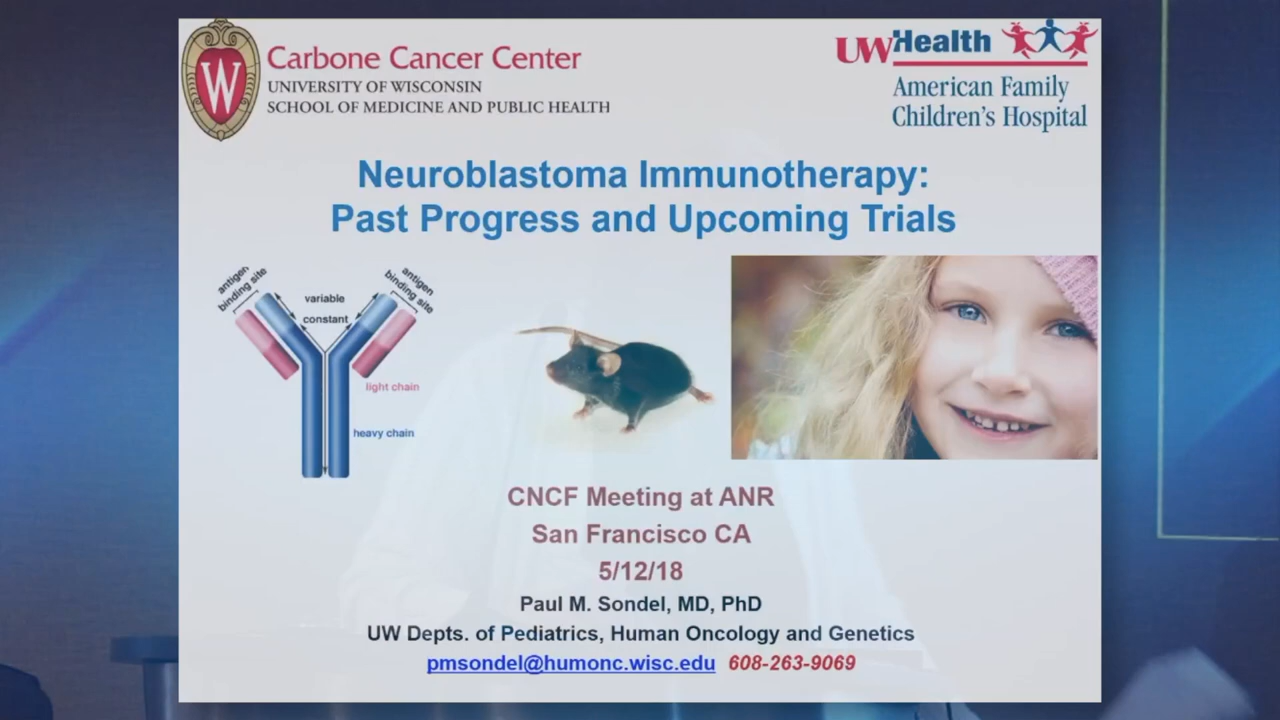 W
Carbone Cancer Center
UNIVERSITY OF WISCONSIN
SCHOOL OF MEDICINE AND PUBLIC HEALTH
UWHealth
American Family
Children's Hospital
Neuroblastoma Immunotherapy:
Past Progress and Upcoming Trials
antigen
binding site
antigen
binding site
variable
constant
light chain
heavy chain
CNCF Meeting at ANR
San Francisco CA
5/12/18
Paul M. Sondel, MD, PhD
UW Depts. of Pediatrics, Human Oncology and Genetics
pmsondel@humonc.wisc.edu 608-263-9069